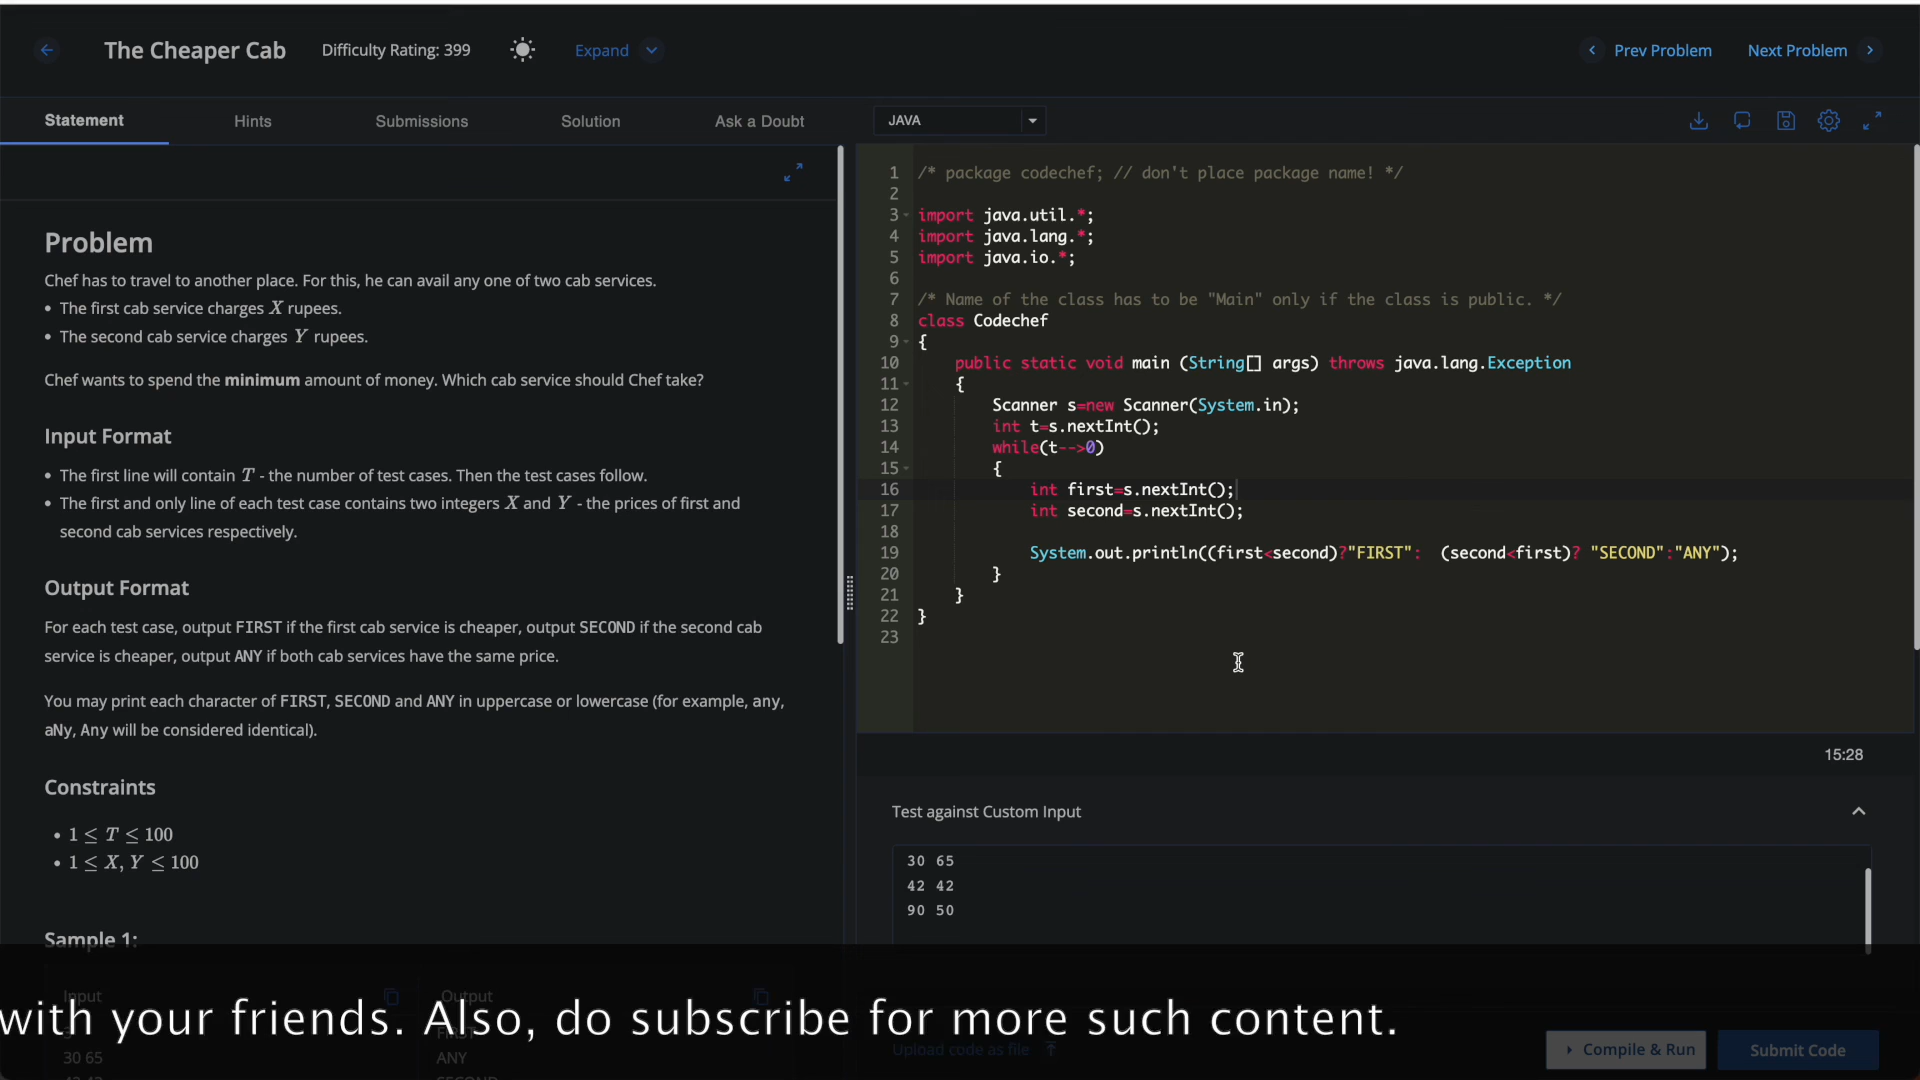 The Cheaper Cab
Difficulty Rating: 399
Expand
Prev Problem
Next Problem
Statement
Hints
Submissions
Solution
Ask a Doubt
Problem
Chef has to travel to another place. For this, he can avail any one of two cab services.
• The first cab service charges X rupees.
• The second cab service charges Y rupees.
Chef wants to spend the minimum amount of money. Which cab service should Chef take?
Input Format
• The first line will contain T - the number of test cases. Then the test cases follow.
• The first and only line of each test case contains two integers X and Y - the prices of first and
second cab services respectively.
Output Format
For each test case, output FIRST if the first cab service is cheaper, output SECOND if the second cab
service is cheaper, output ANY if both cab services have the same price.
You may print each character of FIRST, SECOND and ANY in uppercase or lowercase (for example, any,
aNy, Any will be considered identical).
Constraints
• 1 ≤ T ≤ 100
• 1 ≤ X, Y ≤ 100
Sample 1:
Input
Output
30 65
ANY
JAVA
1 /* package codechef; // don't place package name! */
2
3 import java.util.*;
4 import java.lang.*;
5 import java.io.*;
6
7 /* Name of the class has to be "Main" only if the class is public. */
8 class Codechef
9 {
10 public static void main (String[] args) throws java.lang.Exception
11 {
12 Scanner s=new Scanner(System.in);
13 int t=s.nextInt();
14 while(t-->0)
15 {
16 int first=s.nextInt();
17 int second=s.nextInt();
18
19 System.out.println((first<second)?"FIRST": (second<first)? "SECOND":"ANY");
20 }
21 }
22 }
23
15:28
Test against Custom Input
30 65
42 42
90 50
with your friends. Also, do subscribe for more such content.
Upload code as file
Compile & Run
Submit Code